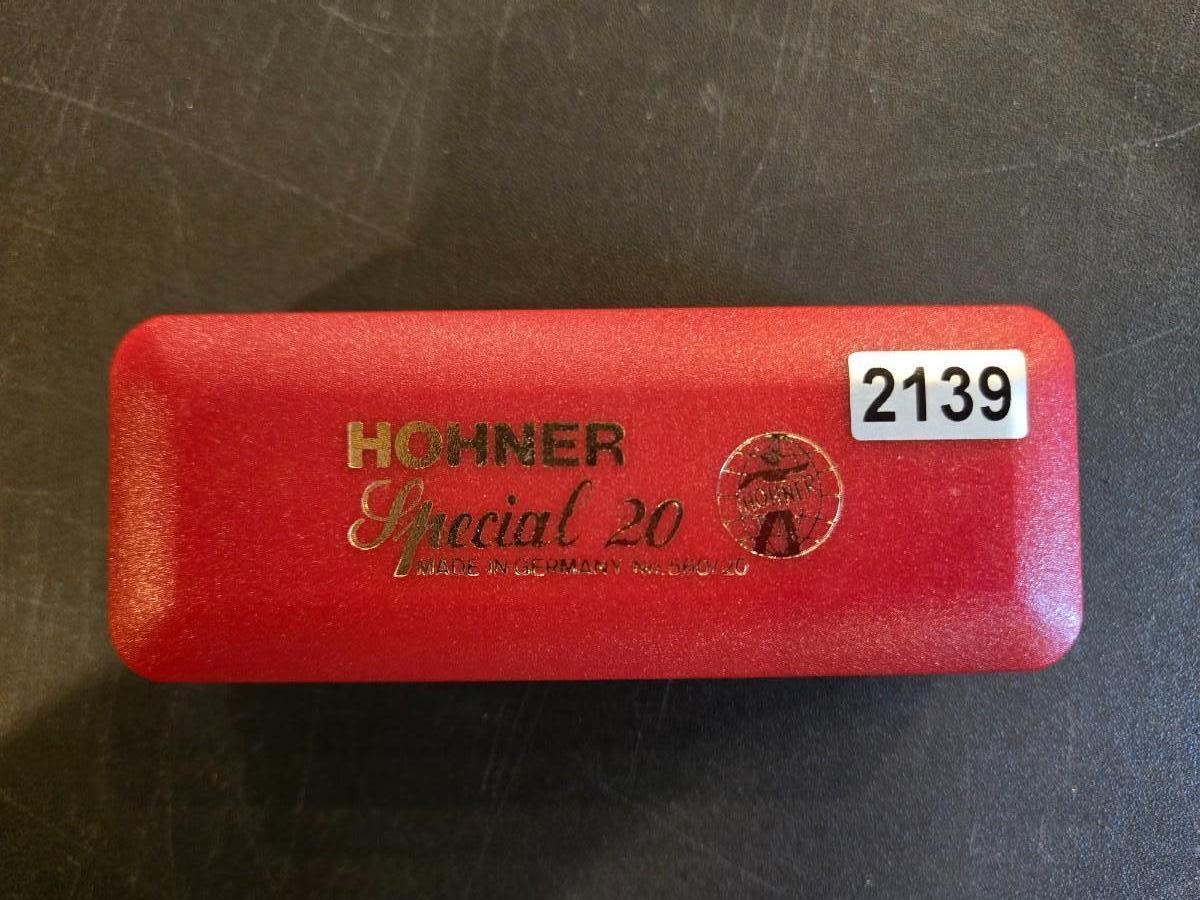 2139
HOHNER
Special 20
HOHNER
MADE IN GERMANY No. 560/20